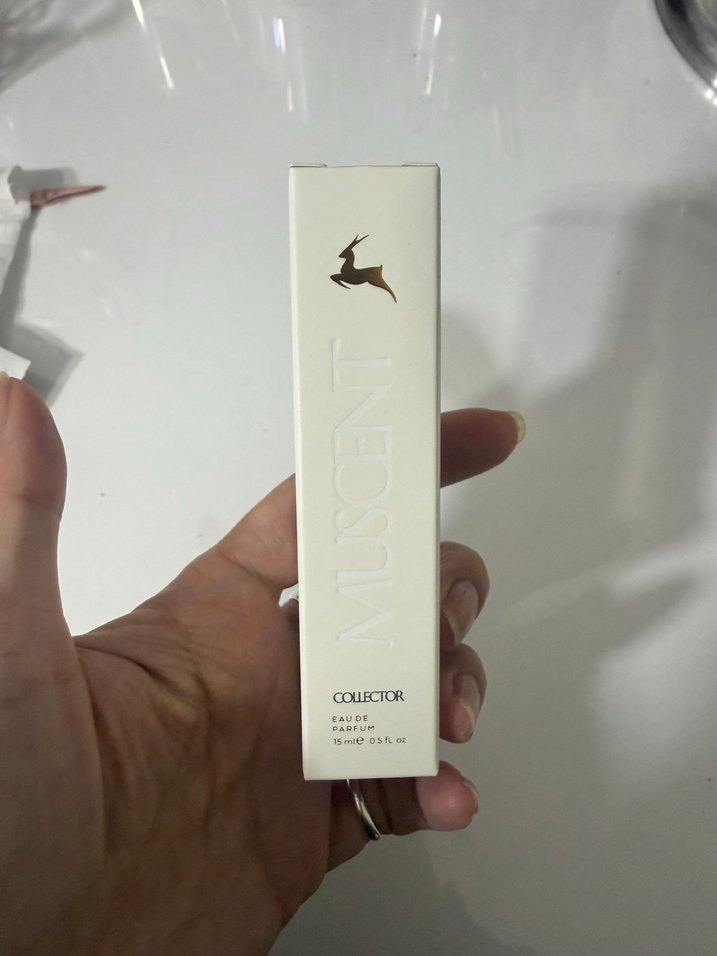 MUSCENT
COLLECTOR
EAU DE
PARFUM
15 ml℮ 0.5 fL oz